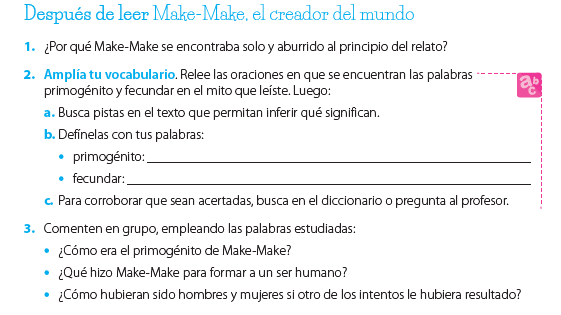 Después de leer Make-Make, el creador del mundo
1. ¿Por qué Make-Make se encontraba solo y aburrido al principio del relato?
2. Amplía tu vocabulario. Relee las oraciones en que se encuentran las palabras
primogénito y fecundar en el mito que leíste. Luego:
a b c
a. Busca pistas en el texto que permitan inferir qué significan.
b. Defínelas con tus palabras:
• primogénito:
• fecundar:
c. Para corroborar que sean acertadas, busca en el diccionario o pregunta al profesor.
3. Comenten en grupo, empleando las palabras estudiadas:
• ¿Cómo era el primogénito de Make-Make?
• ¿Qué hizo Make-Make para formar a un ser humano?
• ¿Cómo hubieran sido hombres y mujeres si otro de los intentos le hubiera resultado?